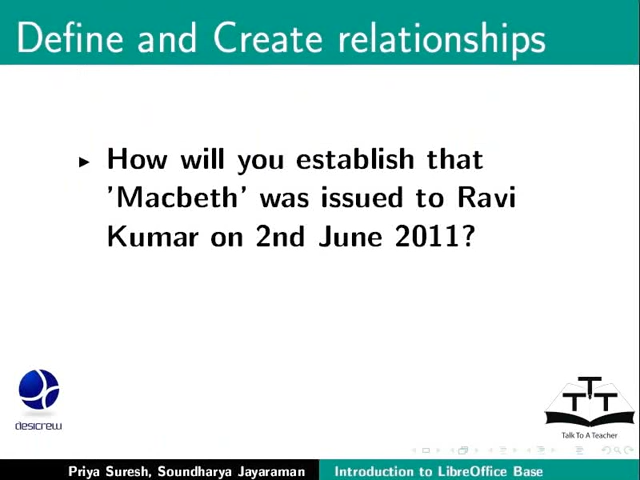 Define and Create relationships
How will you establish that
'Macbeth' was issued to Ravi
Kumar on 2nd June 2011?
desicrew
T T T
Talk To A Teacher
Priya Suresh, Soundharya Jayaraman Introduction to LibreOffice Base